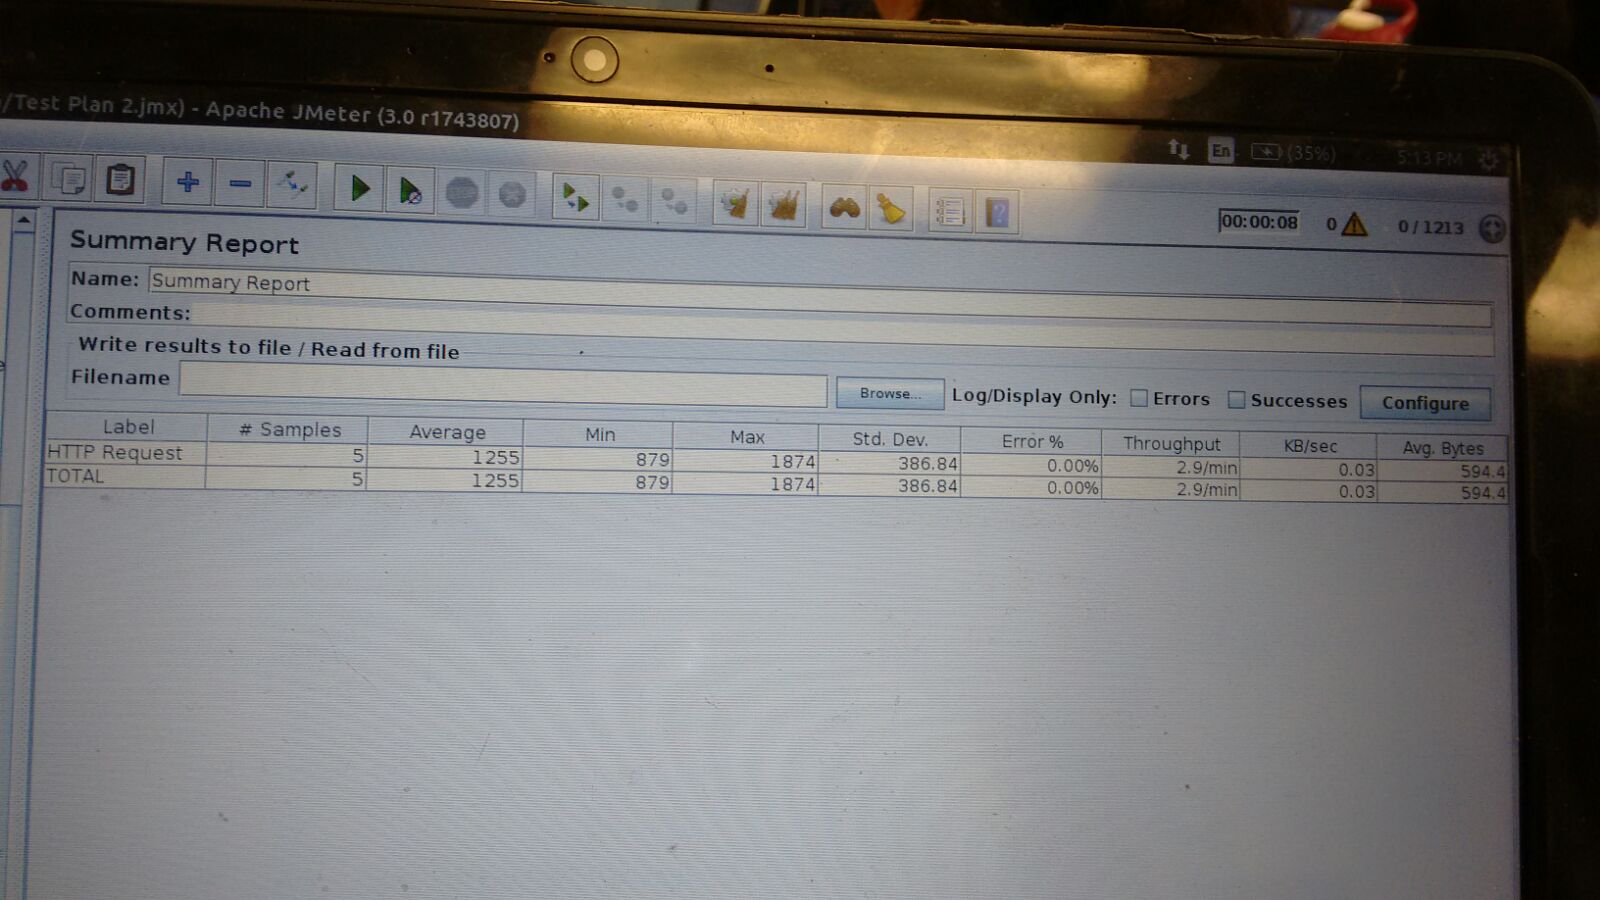 /Test Plan 2.jmx) - Apache JMeter (3.0 r1743807)
En (35%) 5:13 PM
00:00:08 0 0 / 1213
Summary Report
Name: Summary Report
Comments:
Write results to file / Read from file
Filename Browse... Log/Display Only: Errors Successes Configure
Label # Samples Average Min Max Std. Dev. Error % Throughput KB/sec Avg. Bytes
HTTP Request 5 1255 879 1874 386.84 0.00% 2.9/min 0.03 594.4
TOTAL 5 1255 879 1874 386.84 0.00% 2.9/min 0.03 594.4